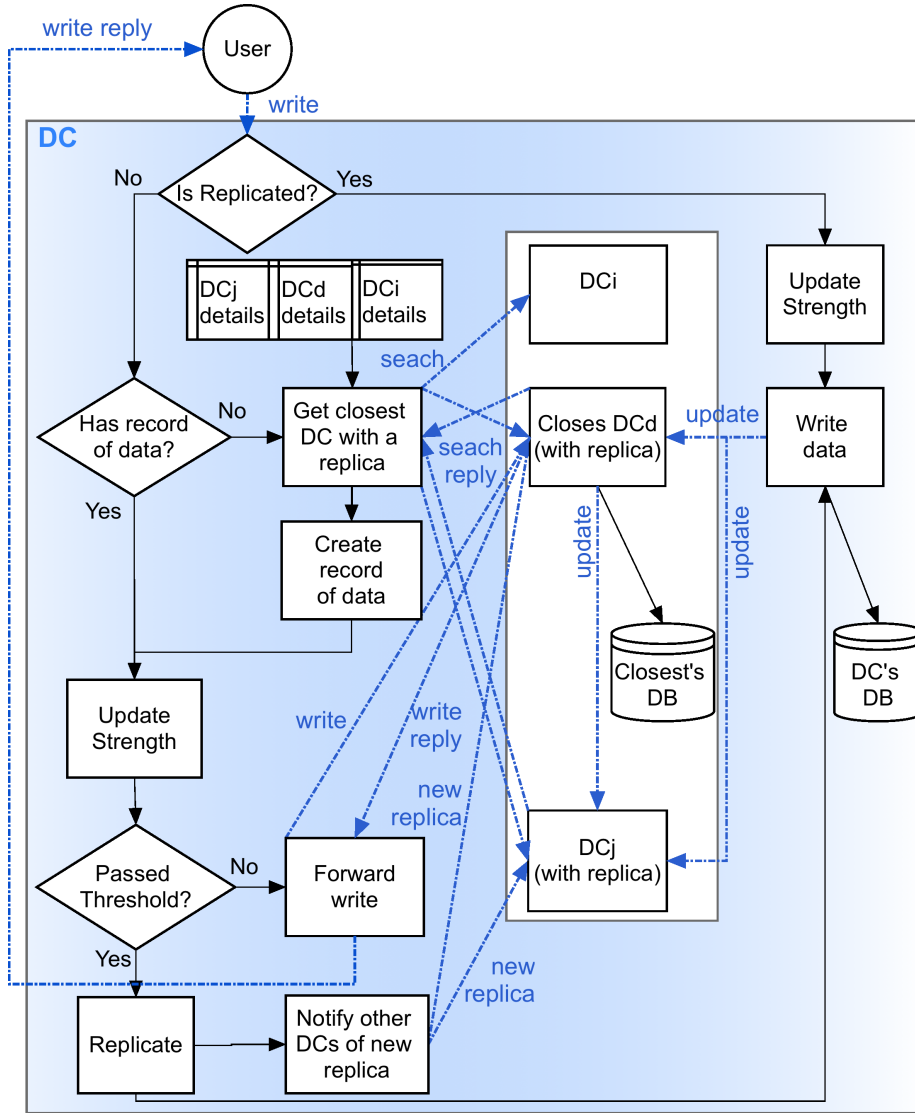 write reply
User
write
DC
No
Is Replicated?
Yes
DCj
details
DCd
details
DCi
details
DCi
Update
Strength
seach
Has record
of data?
No
Get closest
DC with a
replica
seach
reply
Closes DCd
(with replica)
update
Write
data
Yes
Create
record
of data
update
update
Closest's
DB
DC's
DB
Update
Strength
write
write
reply
new
replica
Passed
Threshold?
No
Forward
write
DCj
(with replica)
Yes
new
replica
Replicate
Notify other
DCs of new
replica